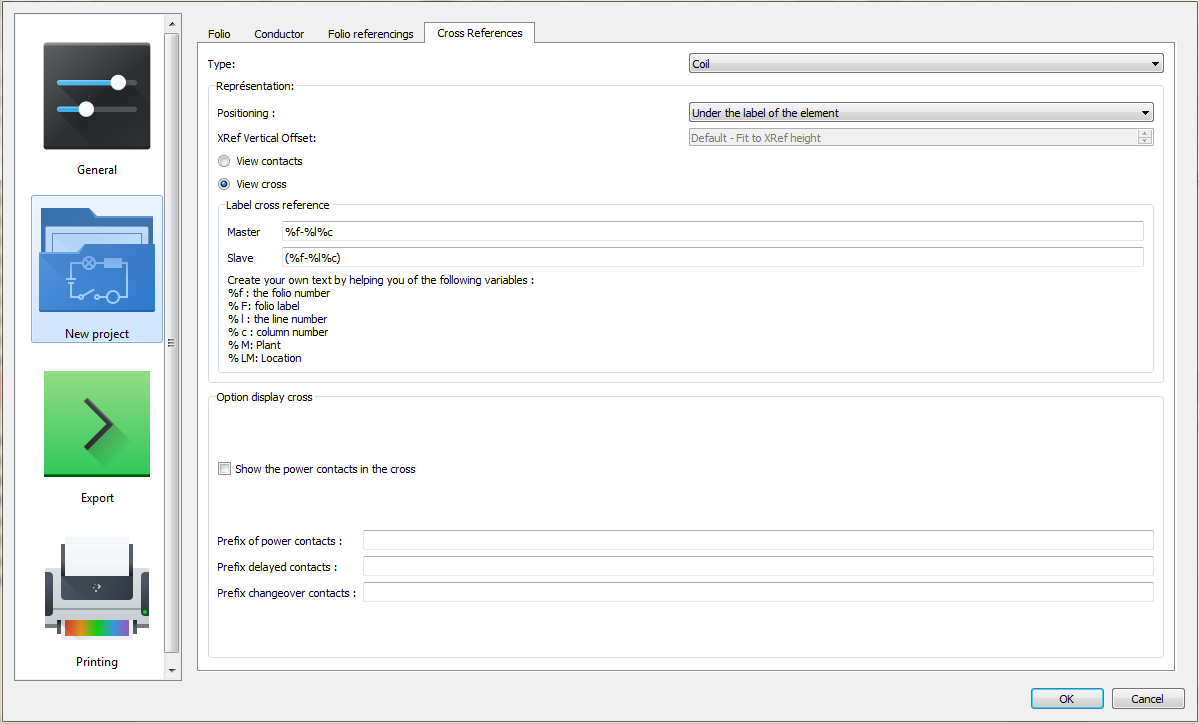 General
New project
Export
Printing
Folio Conductor Folio referencings Cross References
Type: Coil
Représentation:
Positioning : Under the label of the element
XRef Vertical Offset: Default - Fit to XRef height
View contacts
View cross
Label cross reference
Master %f-%l%c
Slave (%f-%l%c)
Create your own text by helping you of the following variables :
%f : the folio number
% F: folio label
% l : the line number
% c : column number
% M: Plant
% LM: Location
Option display cross
Show the power contacts in the cross
Prefix of power contacts :
Prefix delayed contacts :
Prefix changeover contacts :
OK Cancel